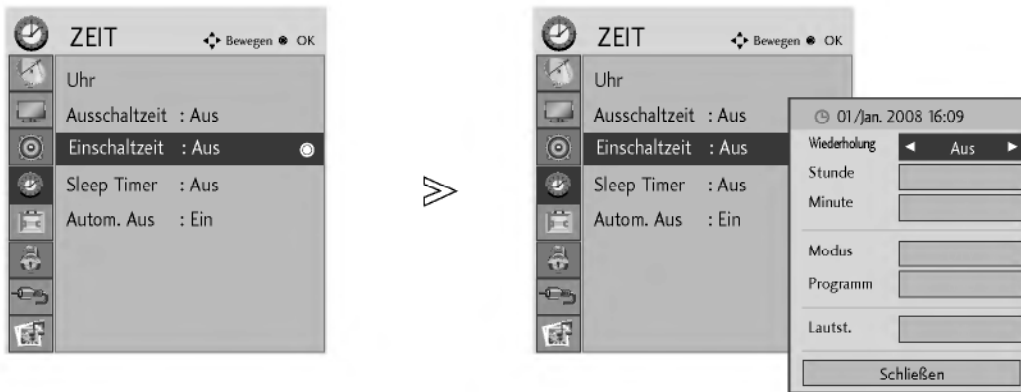 ZEIT
Bewegen OK
Uhr
Ausschaltzeit : Aus
Einschaltzeit : Aus
Sleep Timer : Aus
Autom. Aus : Ein
ZEIT
Bewegen OK
Uhr
Ausschaltzeit : Aus
Einschaltzeit : Aus
Sleep Timer : Aus
Autom. Aus : Ein
01/Jan. 2008 16:09
Wiederholung Aus
Stunde
Minute
Modus
Programm
Lautst.
Schließen